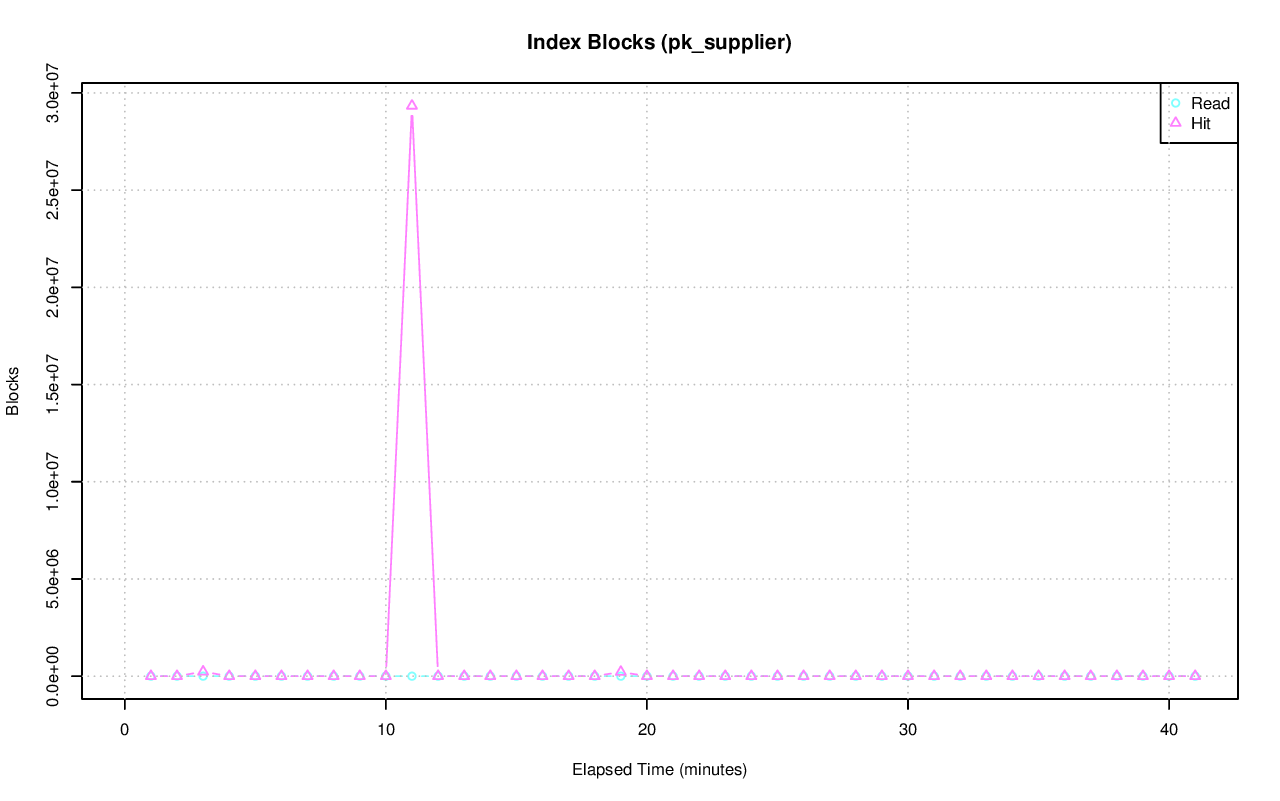 Index Blocks (pk_supplier)
Read
Hit
3.0e+07
2.5e+07
2.0e+07
1.5e+07
1.0e+07
5.0e+06
0.0e+00
Blocks
0 10 20 30 40
Elapsed Time (minutes)